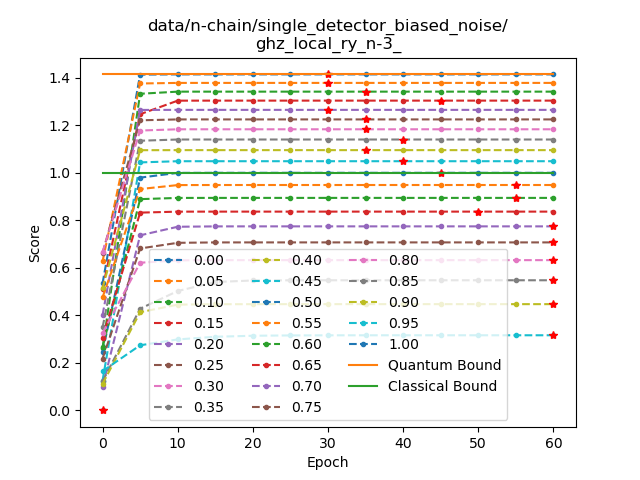 data/n-chain/single_detector_biased_noise/
ghz_local_ry_n-3_
Score
1.4
1.2
1.0
0.8
0.6
0.4
0.2
0.0
0.00 0.40 0.80
0.05 0.45 0.85
0.10 0.50 0.90
0.15 0.55 0.95
0.20 0.60 1.00
0.25 0.65 Quantum Bound
0.30 0.70 Classical Bound
0.35 0.75
0 10 20 30 40 50 60
Epoch